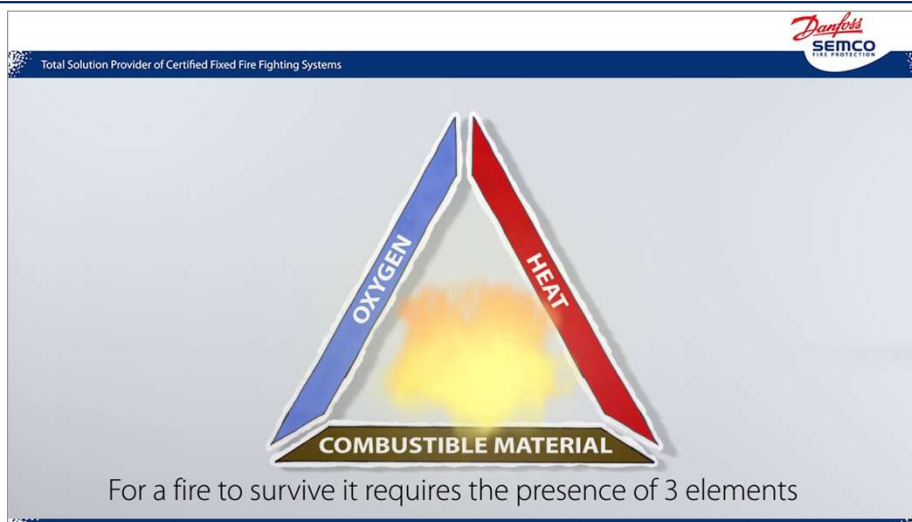 Danfoss
SEMCO
FIRE PROTECTION
Total Solution Provider of Certified Fixed Fire Fighting Systems
OXYGEN
HEAT
COMBUSTIBLE MATERIAL
For a fire to survive it requires the presence of 3 elements